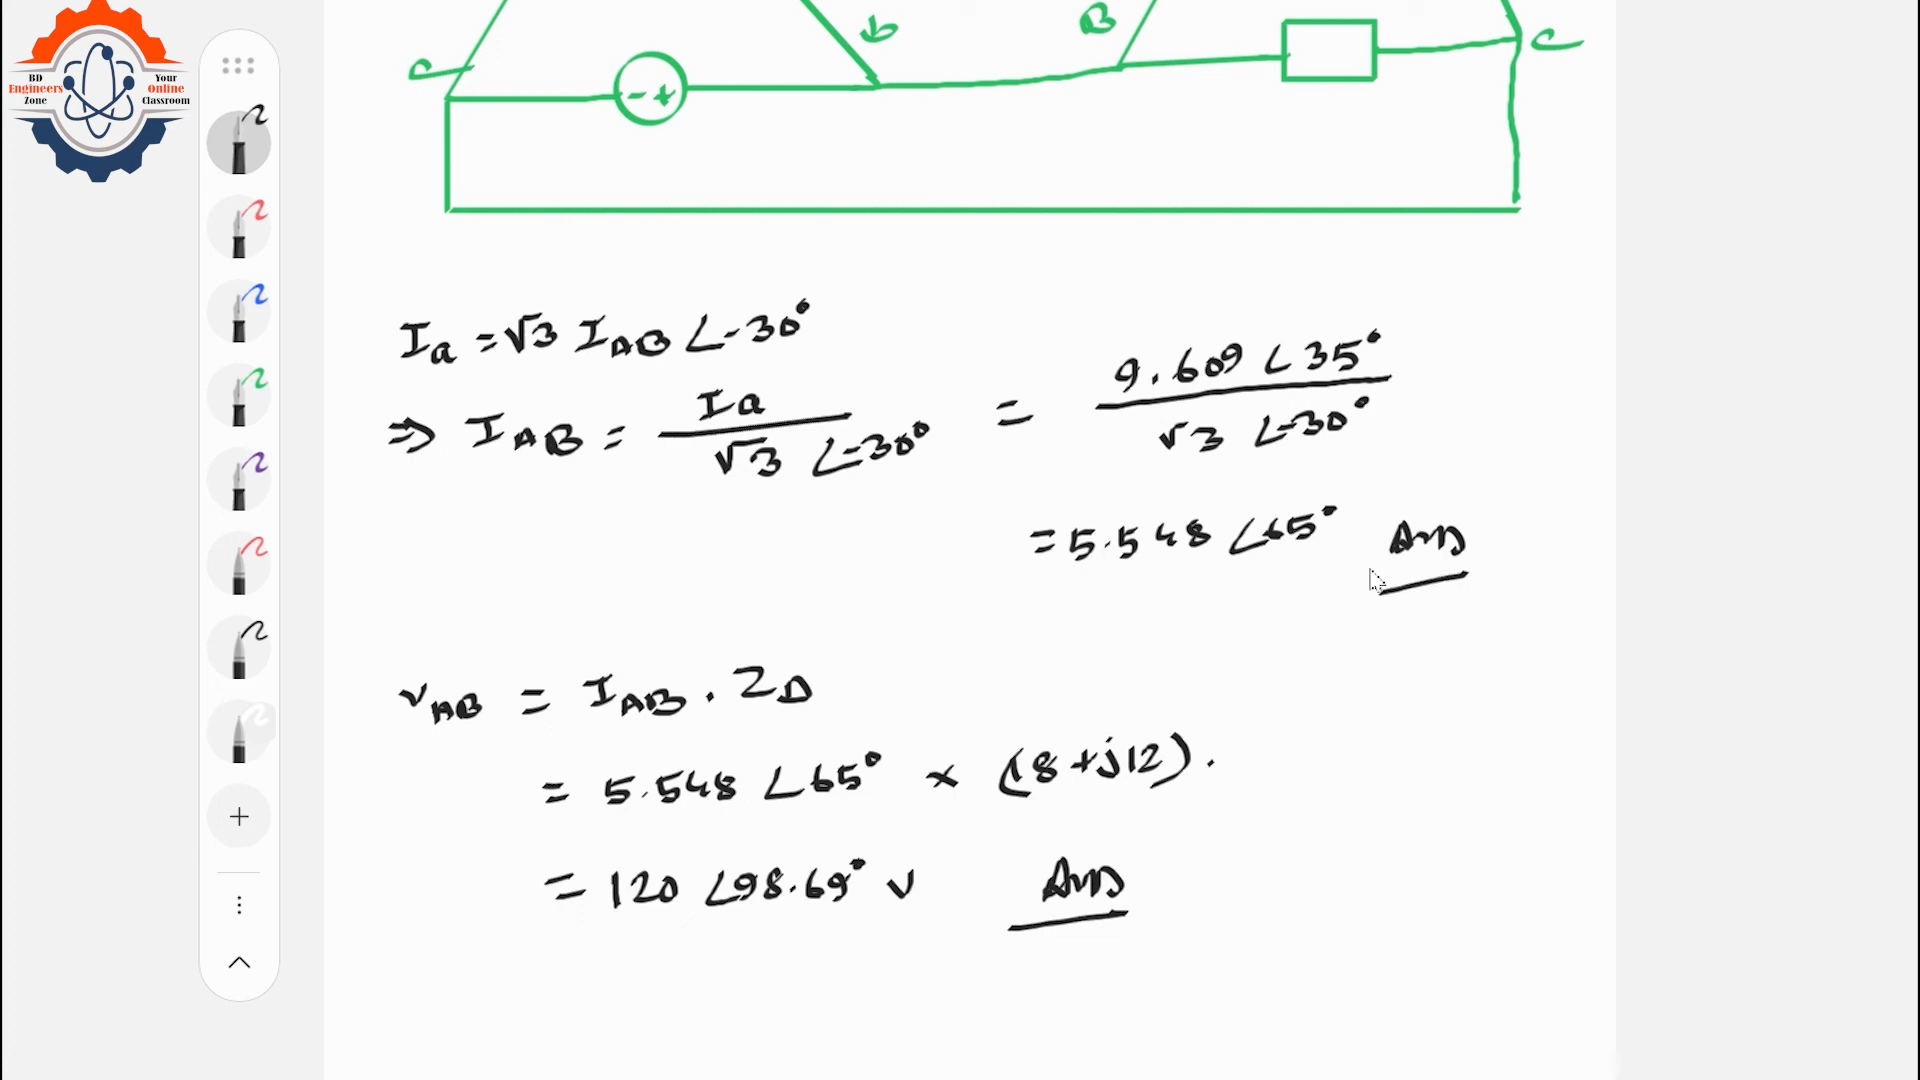 BD Your
Engineers Online
Zone Classroom
b B
c C
- +
Ia = √3 IAB ∠-30°
⇒ IAB = Ia / √3 ∠-30° = 9.609 ∠35° / √3 ∠-30°
= 5.548 ∠65° Ans
VAB = IAB . ZΔ
= 5.548 ∠65° × (8+j12).
= 120 ∠98.69° V Ans